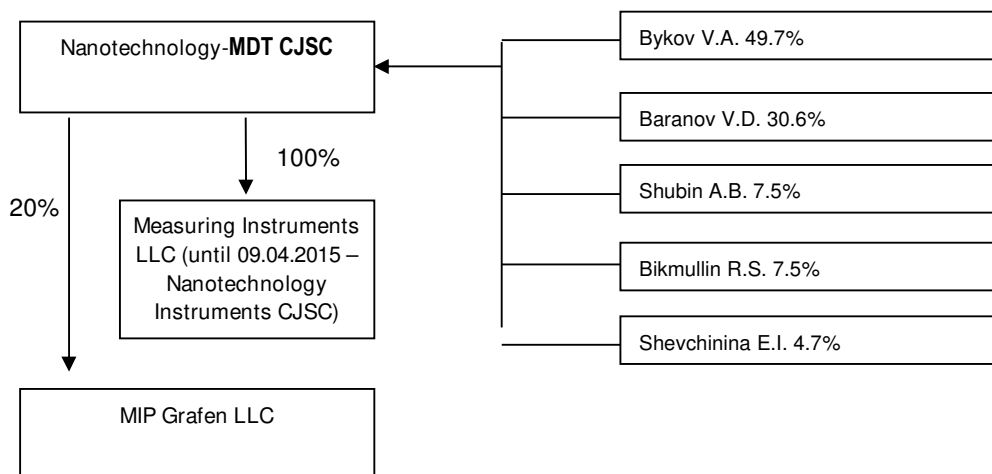 Nanotechnology-MDT CJSC
Bykov V.A. 49.7%
Baranov V.D. 30.6%
100%
20%
Shubin A.B. 7.5%
Measuring Instruments
LLC (until 09.04.2015 –
Nanotechnology
Instruments CJSC)
Bikmullin R.S. 7.5%
Shevchinina E.I. 4.7%
MIP Grafen LLC